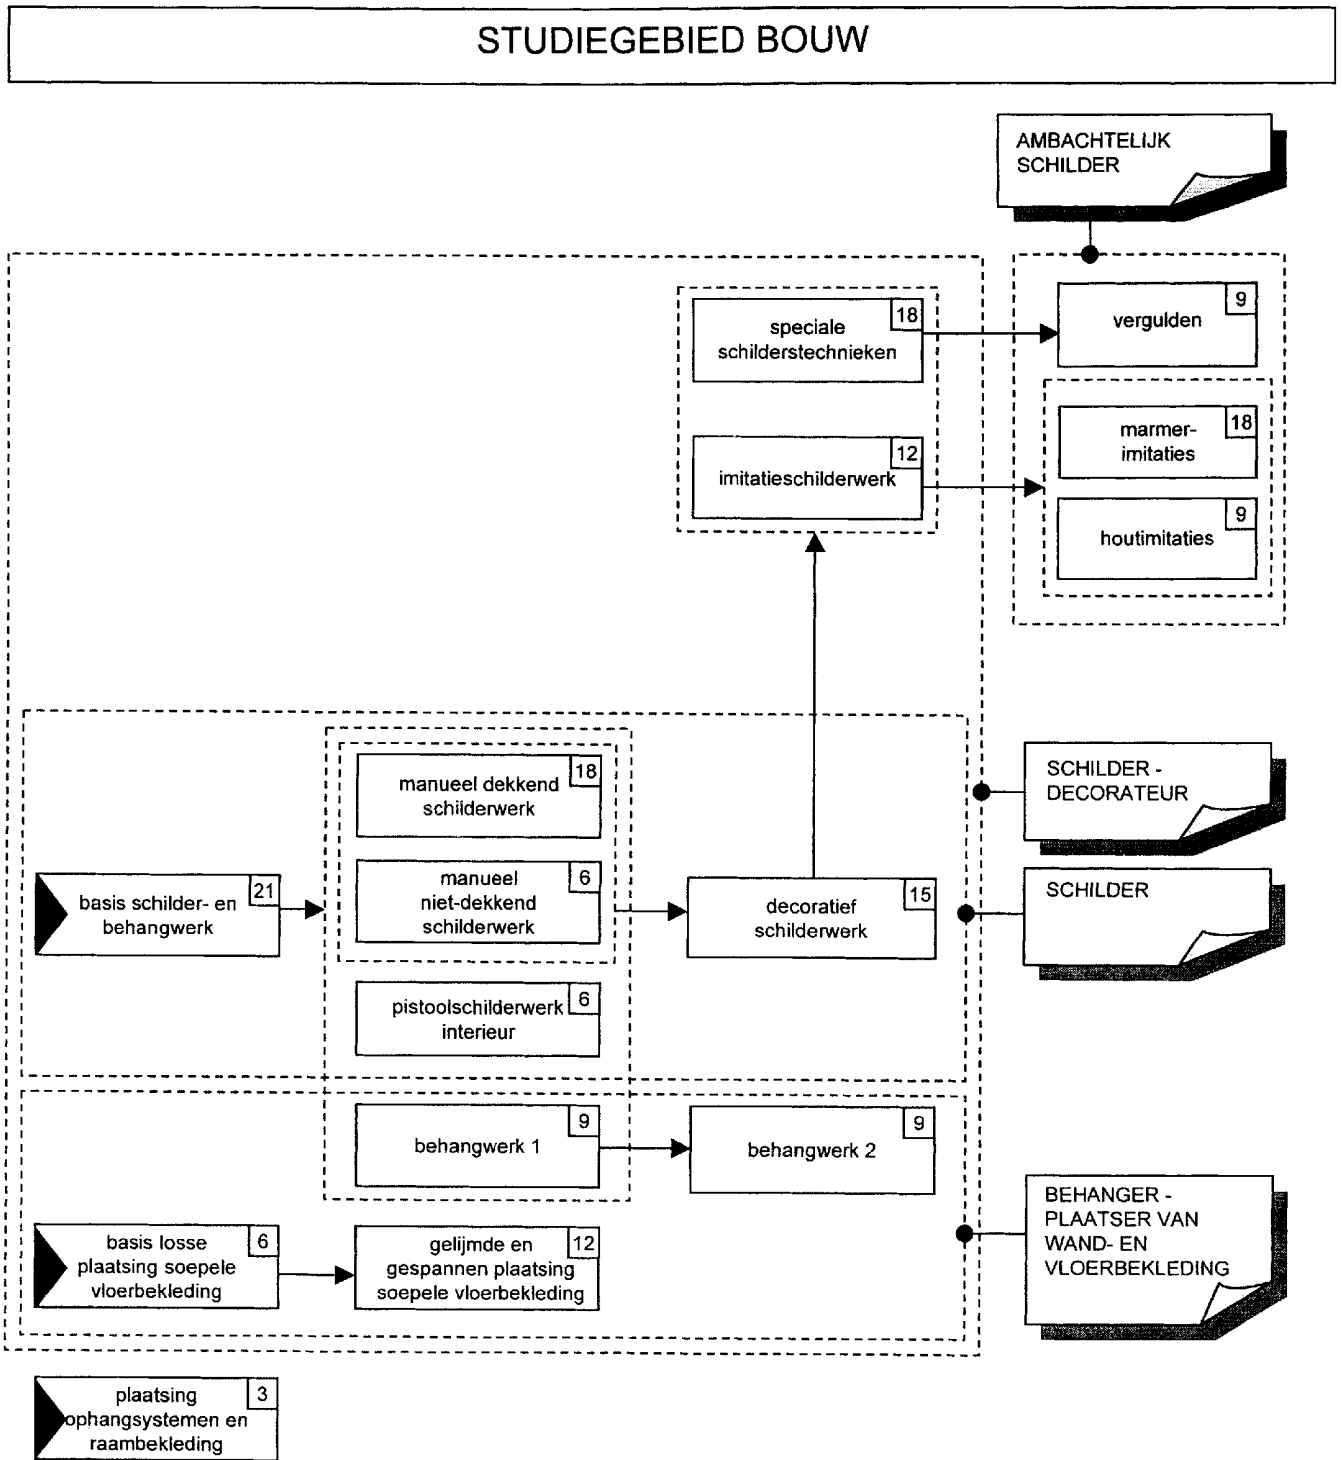 STUDIEGEBIED BOUW
AMBACHTELIJK
SCHILDER
speciale
schilderstechnieken
18
vergulden
9
marmer-
imitaties
18
imitatieschilderwerk
12
houtimitaties
9
manueel dekkend
schilderwerk
18
SCHILDER -
DECORATEUR
basis schilder- en
behangwerk
21
manueel
niet-dekkend
schilderwerk
6
decoratief
schilderwerk
15
SCHILDER
pistoolschilderwerk
interieur
6
behangwerk 1
9
behangwerk 2
9
BEHANGER -
PLAATSER VAN
WAND- EN
VLOERBEKLEDING
basis losse
plaatsing soepele
vloerbekleding
6
gelijmde en
gespannen plaatsing
soepele vloerbekleding
12
plaatsing
ophangsystemen en
raambekleding
3